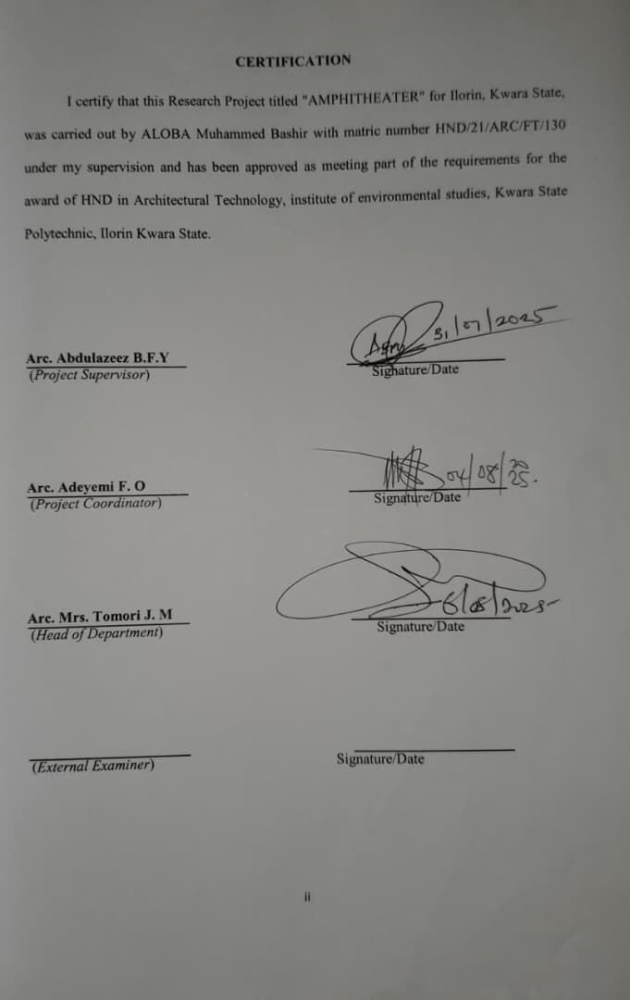 CERTIFICATION
I certify that this Research Project titled "AMPHITHEATER" for Ilorin, Kwara State,
was carried out by ALOBA Muhammed Bashir with matric number HND/21/ARC/FT/130
under my supervision and has been approved as meeting part of the requirements for the
award of HND in Architectural Technology, institute of environmental studies, Kwara State
Polytechnic, Ilorin Kwara State.
31/07/2025
Arc. Abdulazeez B.F.Y
(Project Supervisor)
Signature/Date
04/08/2025.
Arc. Adeyemi F. O
(Project Coordinator)
Signature/Date
6/08/2025
Arc. Mrs. Tomori J. M
(Head of Department)
Signature/Date
(External Examiner)
Signature/Date
ii